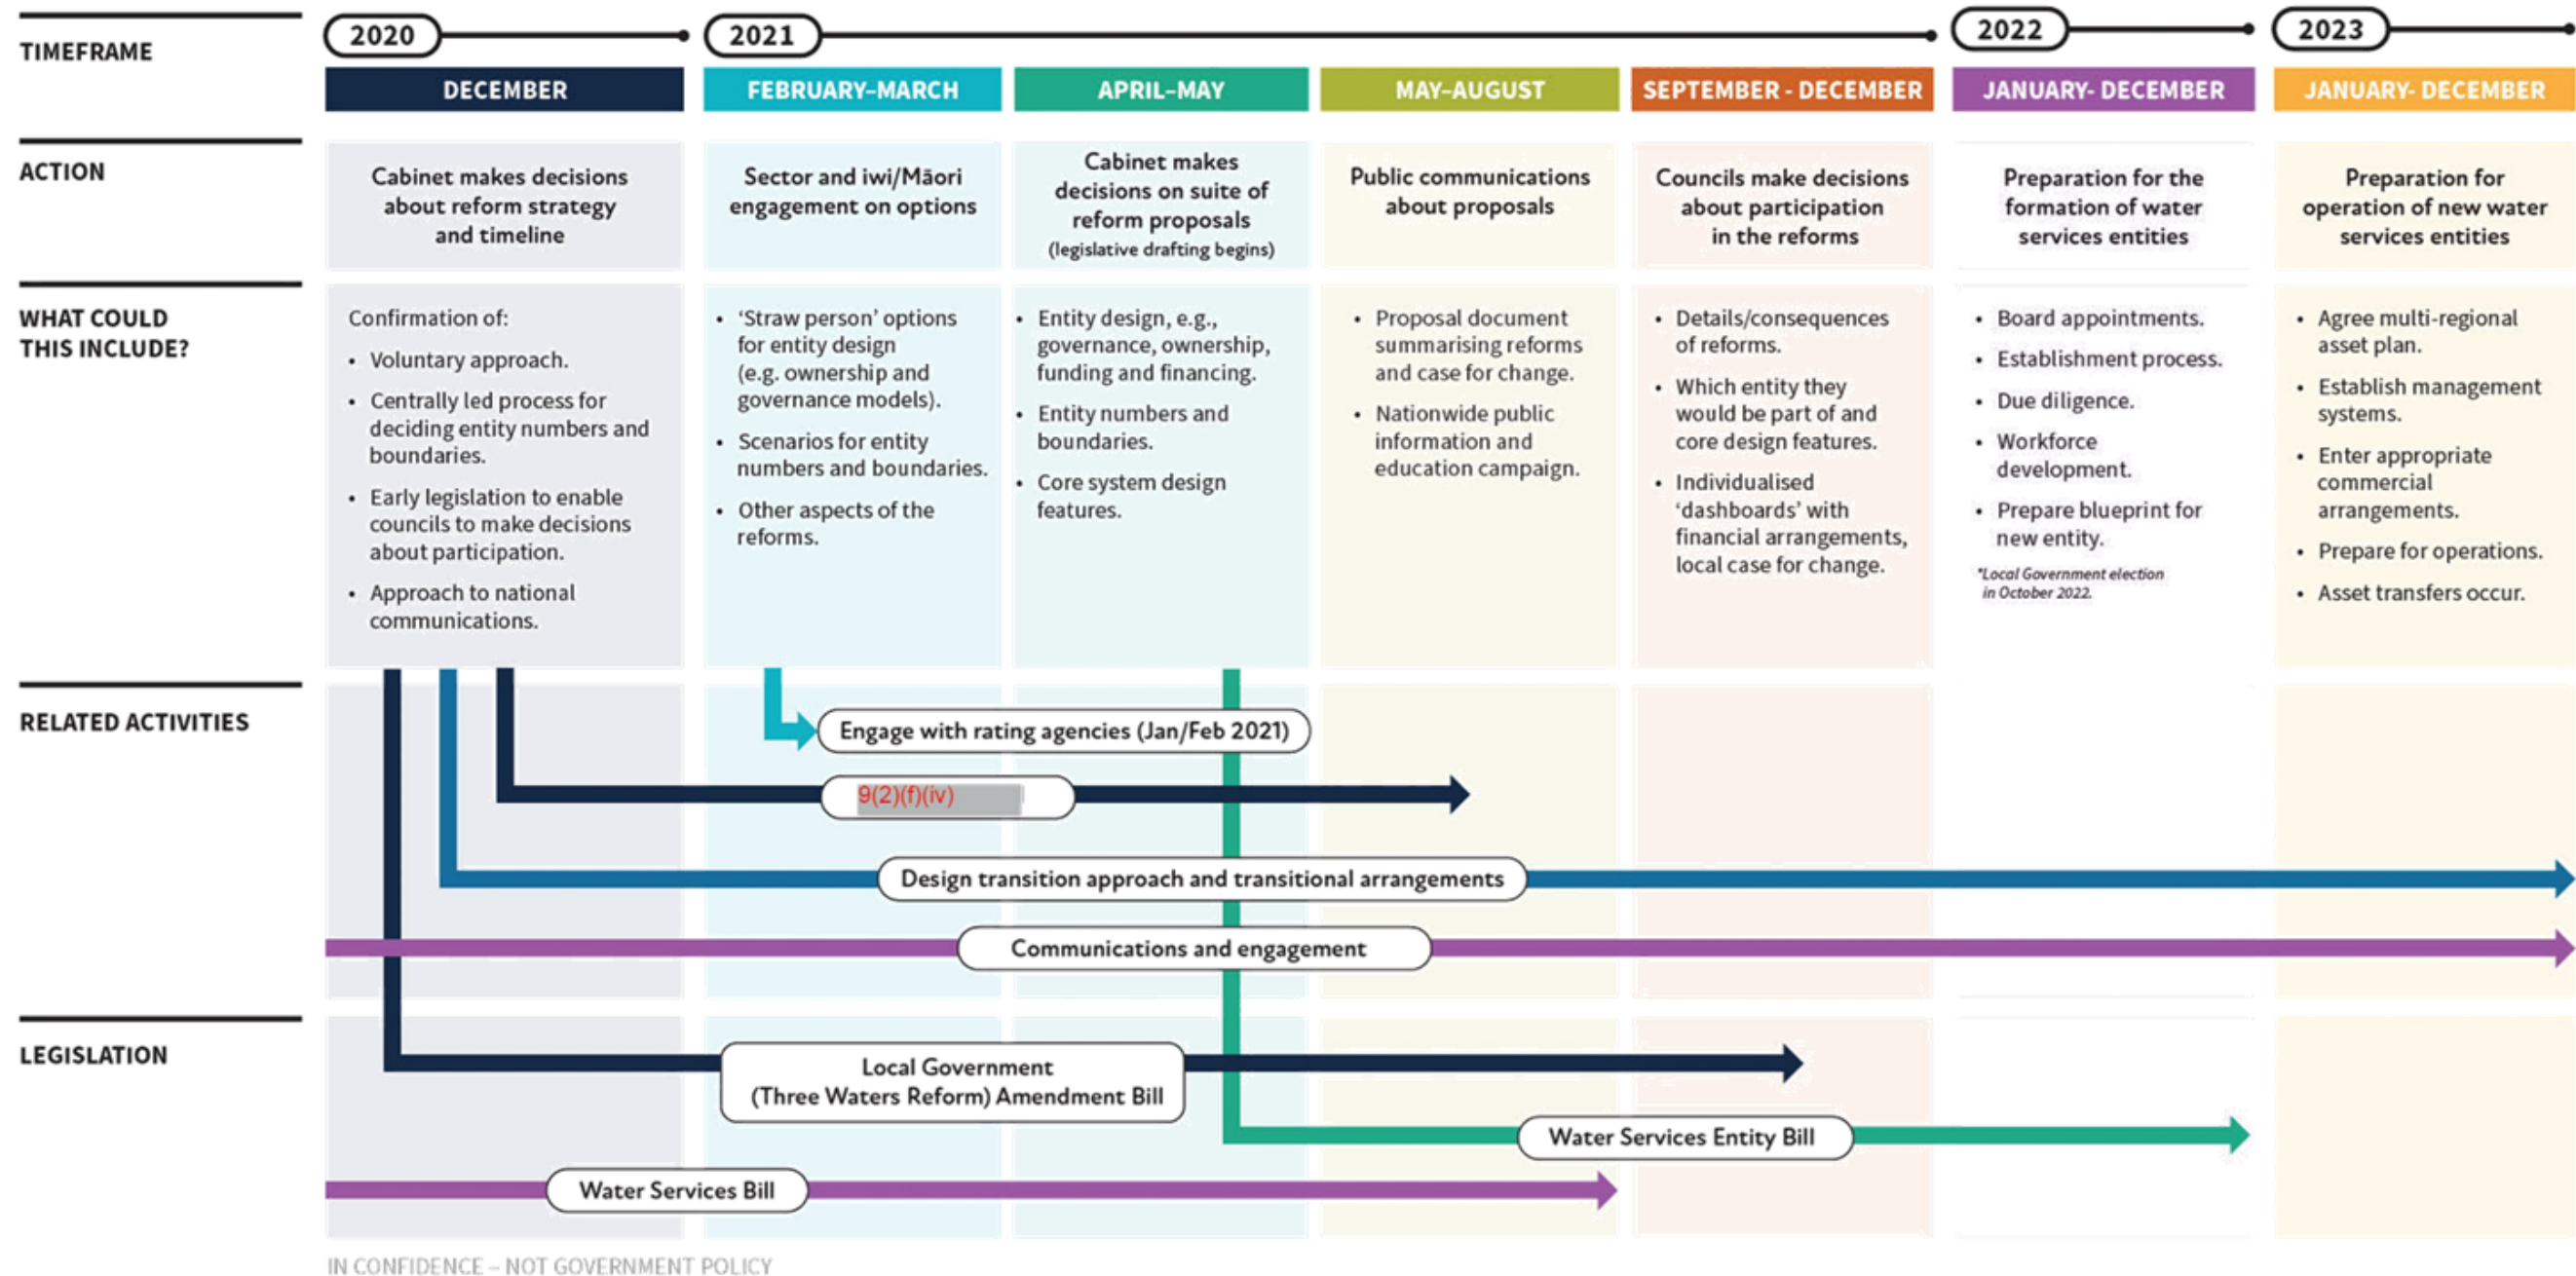 TIMEFRAME
2020
2021
2022
2023
DECEMBER
FEBRUARY–MARCH
APRIL–MAY
MAY–AUGUST
SEPTEMBER - DECEMBER
JANUARY- DECEMBER
JANUARY- DECEMBER
ACTION
Cabinet makes decisions
about reform strategy
and timeline
Sector and iwi/Māori
engagement on options
Cabinet makes
decisions on suite of
reform proposals
(legislative drafting begins)
Public communications
about proposals
Councils make decisions
about participation
in the reforms
Preparation for the
formation of water
services entities
Preparation for
operation of new water
services entities
WHAT COULD
THIS INCLUDE?
Confirmation of:
• Voluntary approach.
• Centrally led process for
deciding entity numbers and
boundaries.
• Early legislation to enable
councils to make decisions
about participation.
• Approach to national
communications.
• ‘Straw person’ options
for entity design
(e.g. ownership and
governance models).
• Scenarios for entity
numbers and boundaries.
• Other aspects of the
reforms.
• Entity design, e.g.,
governance, ownership,
funding and financing.
• Entity numbers and
boundaries.
• Core system design
features.
• Proposal document
summarising reforms
and case for change.
• Nationwide public
information and
education campaign.
• Details/consequences
of reforms.
• Which entity they
would be part of and
core design features.
• Individualised
‘dashboards’ with
financial arrangements,
local case for change.
• Board appointments.
• Establishment process.
• Due diligence.
• Workforce
development.
• Prepare blueprint for
new entity.
*Local Government election
in October 2022.
• Agree multi-regional
asset plan.
• Establish management
systems.
• Enter appropriate
commercial
arrangements.
• Prepare for operations.
• Asset transfers occur.
RELATED ACTIVITIES
Engage with rating agencies (Jan/Feb 2021)
9(2)(f)(iv)
Design transition approach and transitional arrangements
Communications and engagement
LEGISLATION
Local Government
(Three Waters Reform) Amendment Bill
Water Services Entity Bill
Water Services Bill
IN CONFIDENCE – NOT GOVERNMENT POLICY